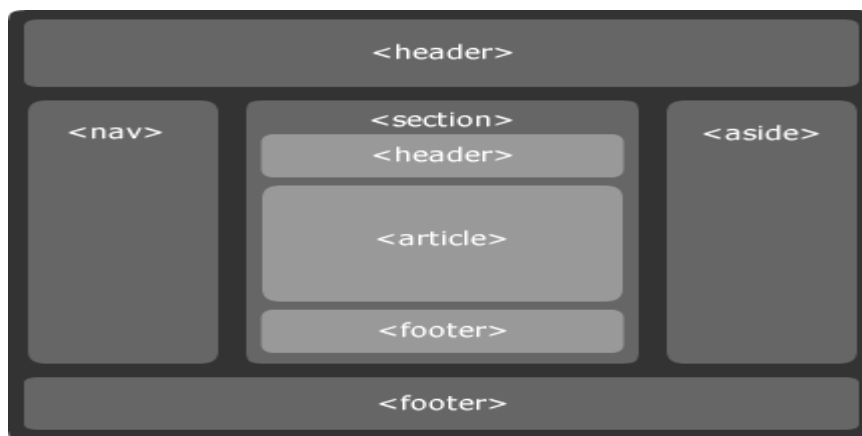 <header>
<nav>
<section>
<header>
<article>
<footer>
<aside>
<footer>